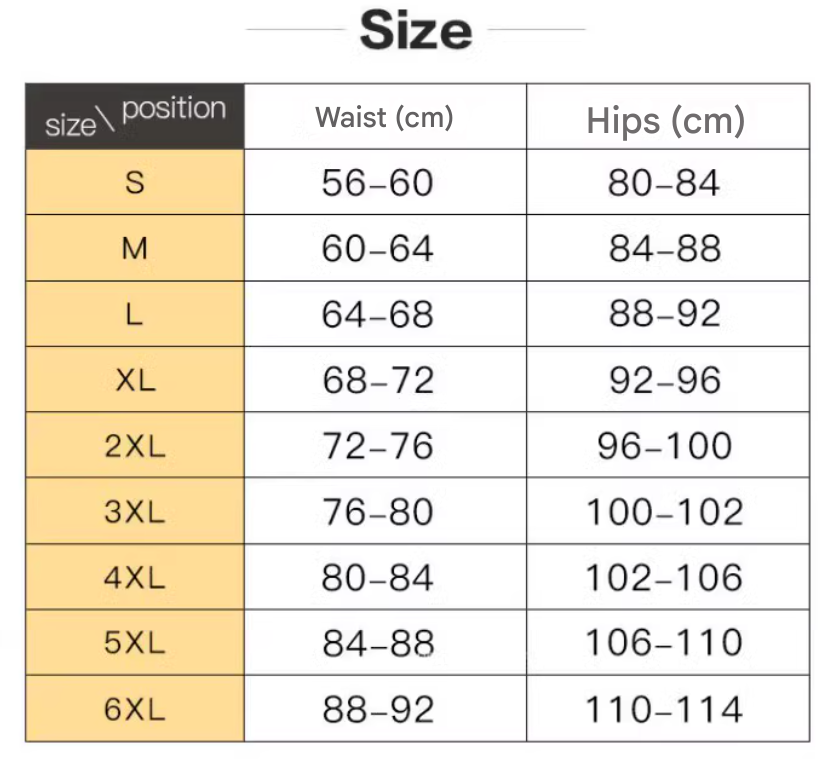 Size
size\ position Waist (cm) Hips (cm)
S 56–60 80–84
M 60–64 84–88
L 64–68 88–92
XL 68–72 92–96
2XL 72–76 96–100
3XL 76–80 100–102
4XL 80–84 102–106
5XL 84–88 106–110
6XL 88–92 110–114